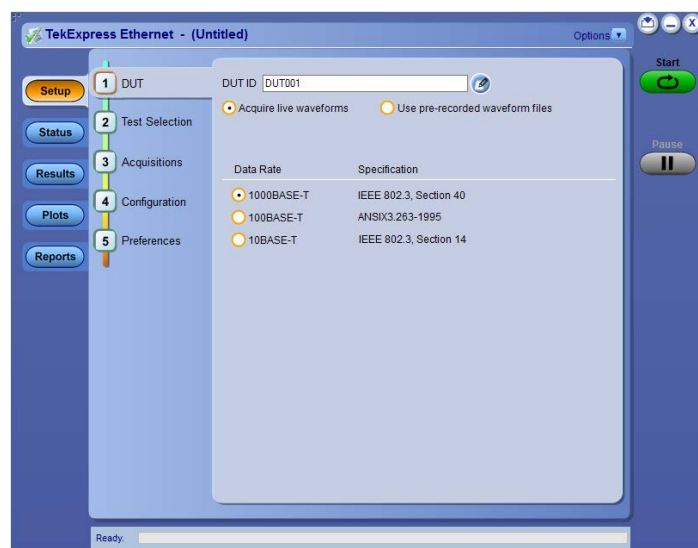 TekExpress Ethernet - (Untitled)
Options
Start
Pause
Setup
Status
Results
Plots
Reports
1 DUT
2 Test Selection
3 Acquisitions
4 Configuration
5 Preferences
DUT ID DUT001
Acquire live waveforms Use pre-recorded waveform files
Data Rate Specification
1000BASE-T IEEE 802.3, Section 40
100BASE-T ANSIX3.263-1995
10BASE-T IEEE 802.3, Section 14
Ready.